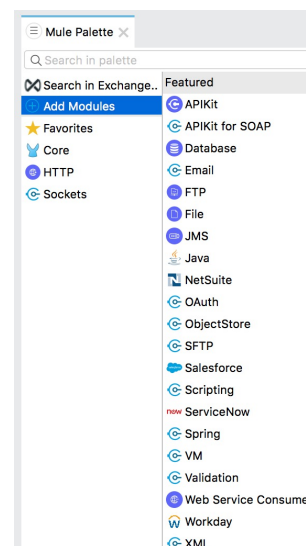 Mule Palette
Search in palette
Search in Exchange..
Add Modules
Favorites
Core
HTTP
Sockets
Featured
APIKit
APIKit for SOAP
Database
Email
FTP
File
JMS
Java
NetSuite
OAuth
ObjectStore
SFTP
Salesforce
Scripting
new ServiceNow
Spring
VM
Validation
Web Service Consume
Workday
XML